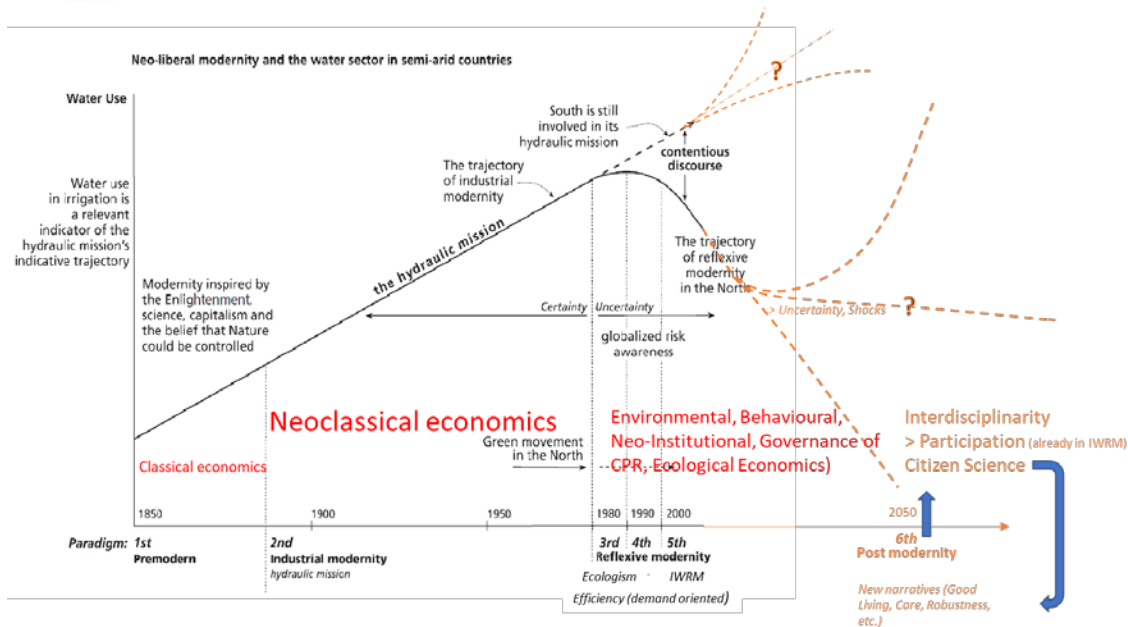 Neo-liberal modernity and the water sector in semi-arid countries
Water Use
Water use
in irrigation is
a relevant
indicator of the
hydraulic mission's
indicative trajectory
Modernity inspired by
the Enlightenment,
science, capitalism and
the belief that Nature
could be controlled
The trajectory
of industrial
modernity
the hydraulic mission
South is still
involved in its
hydraulic mission
?
contentious
discourse
The trajectory
of reflexive
modernity
in the North
Certainty
Uncertainty
> Uncertainty, Shocks
?
globalized risk
awareness
Classical economics
Neoclassical economics
Green movement
in the North
Environmental, Behavioural,
Neo-Institutional, Governance of
CPR, Ecological Economics)
Interdisciplinarity
> Participation (already in IWRM)
Citizen Science
1850
1900
1950
1980
1990
2000
2050
Paradigm:
1st
Premodern
2nd
Industrial modernity
hydraulic mission
3rd
4th
5th
Reflexive modernity
Ecologism
-
IWRM
Efficiency (demand oriented)
6th
Post modernity
New narratives (Good
Living, Care, Robustness,
etc.)